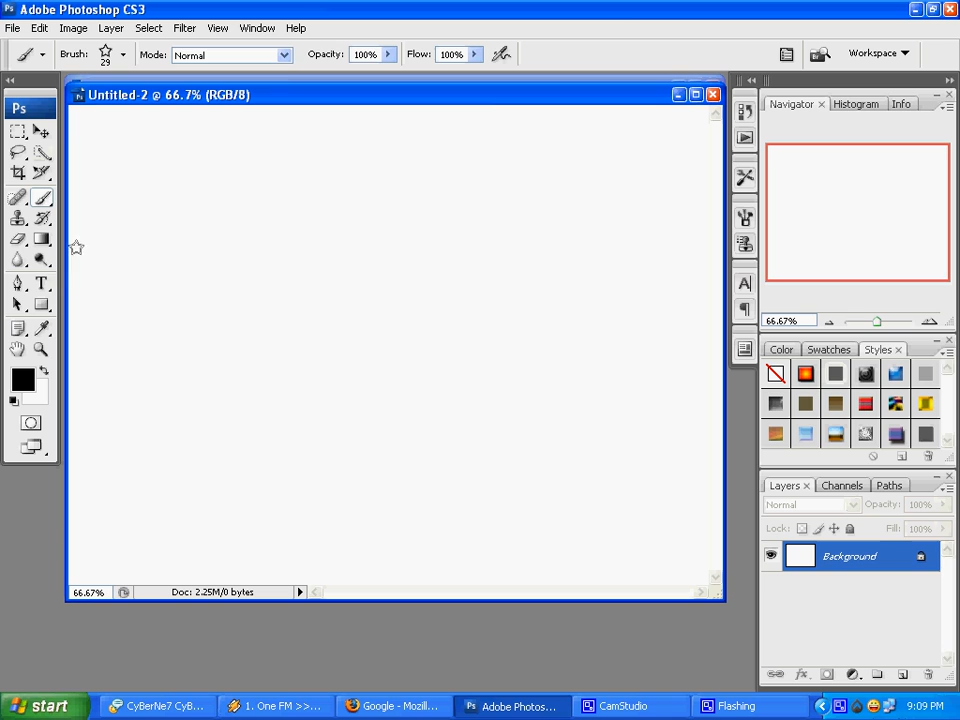 Ps Adobe Photoshop CS3
File Edit Image Layer Select Filter View Window Help
Brush: 29 Mode: Normal Opacity: 100% Flow: 100% Workspace
Ps
Untitled-2 @ 66.7% (RGB/8)
Navigator Histogram Info
T
A
66.67%
Color Swatches Styles
Layers Channels Paths
Normal Opacity: 100%
Lock: Fill: 100%
Background
66.67% Doc: 2.25M/0 bytes
start CyBerNe7 CyB... 1. One FM >>... Google - Mozill... Ps Adobe Photos... CamStudio Flashing 9:09 PM